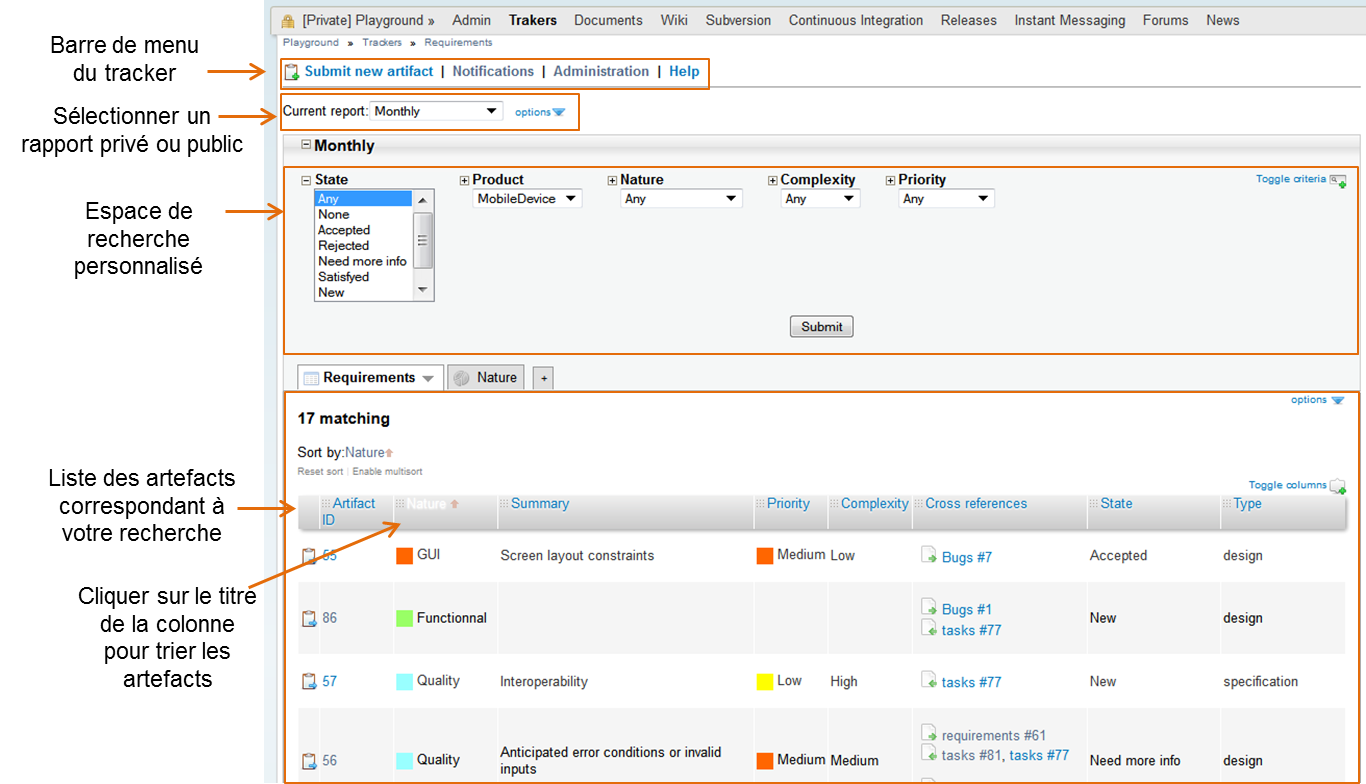 [Private] Playground » Admin Trakers Documents Wiki Subversion Continuous Integration Releases Instant Messaging Forums News
Playground » Trackers » Requirements
Barre de menu
du tracker
Submit new artifact | Notifications | Administration | Help
Sélectionner un
rapport privé ou public
Current report: Monthly options
Monthly
Espace de
recherche
personnalisé
State
Any
None
Accepted
Rejected
Need more info
Satisfyed
New
Product
MobileDevice
Nature
Any
Complexity
Any
Priority
Any
Toggle criteria
Submit
Requirements Nature +
options
17 matching
Sort by:Nature
Reset sort | Enable multisort
Toggle columns
Liste des artefacts
correspondant à
votre recherche
Cliquer sur le titre
de la colonne
pour trier les
artefacts
Artifact
ID
Nature Summary Priority Complexity Cross references State Type
55 GUI Screen layout constraints Medium Low Bugs #7 Accepted design
86 Functionnal Bugs #1
tasks #77
New design
57 Quality Interoperability Low High tasks #77 New specification
56 Quality Anticipated error conditions or invalid
inputs
Medium Medium requirements #61
tasks #81, tasks #77
Need more info design